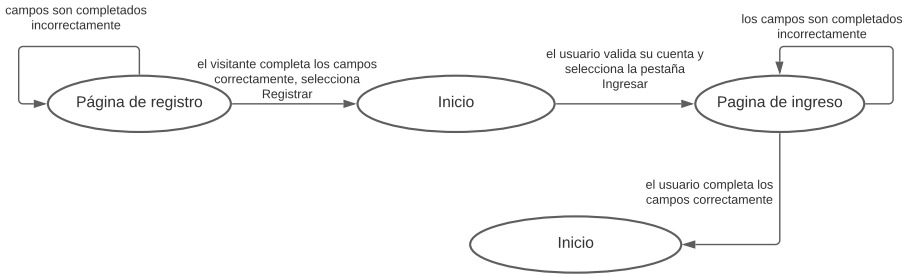 campos son completados
incorrectamente
los campos son completados
incorrectamente
el visitante completa los campos
correctamente, selecciona
Registrar
el usuario valida su cuenta y
selecciona la pestaña
Ingresar
Página de registro
Inicio
Pagina de ingreso
el usuario completa los
campos correctamente
Inicio